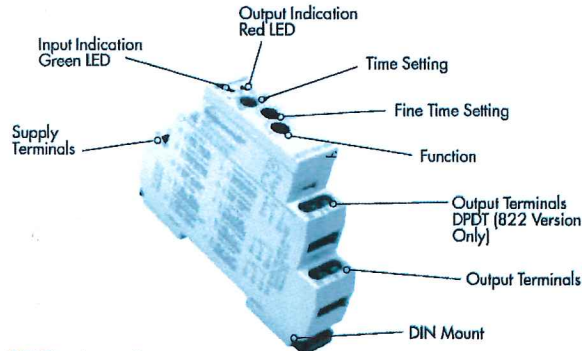 Output Indication
Red LED
Input Indication
Green LED
Time Setting
Fine Time Setting
Supply
Terminals
Function
Output Terminals
DPDT (822 Version
Only)
Output Terminals
DIN Mount